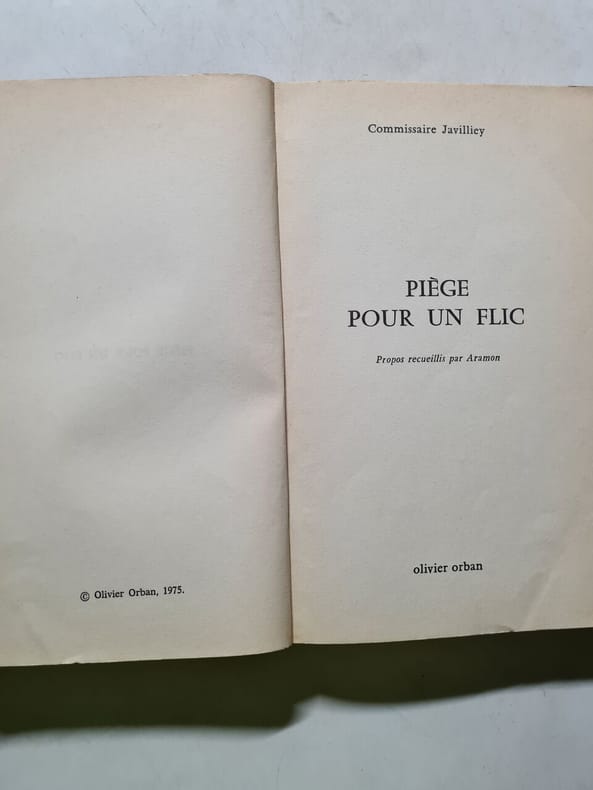 © Olivier Orban, 1975.
Commissaire Javilliey
PIÈGE
POUR UN FLIC
Propos recueillis par Aramon
olivier orban